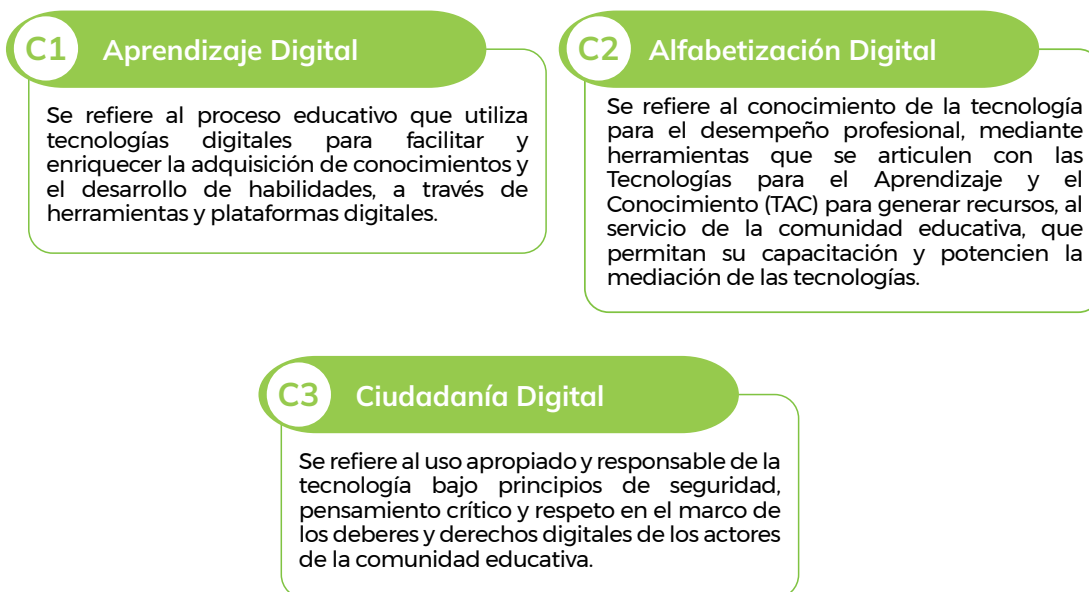 C1 Aprendizaje Digital
Se refiere al proceso educativo que utiliza
tecnologías digitales para facilitar y
enriquecer la adquisición de conocimientos y
el desarrollo de habilidades, a través de
herramientas y plataformas digitales.
C2 Alfabetización Digital
Se refiere al conocimiento de la tecnología
para el desempeño profesional, mediante
herramientas que se articulen con las
Tecnologías para el Aprendizaje y el
Conocimiento (TAC) para generar recursos, al
servicio de la comunidad educativa, que
permitan su capacitación y potencien la
mediación de las tecnologías.
C3 Ciudadanía Digital
Se refiere al uso apropiado y responsable de la
tecnología bajo principios de seguridad,
pensamiento crítico y respeto en el marco de
los deberes y derechos digitales de los actores
de la comunidad educativa.